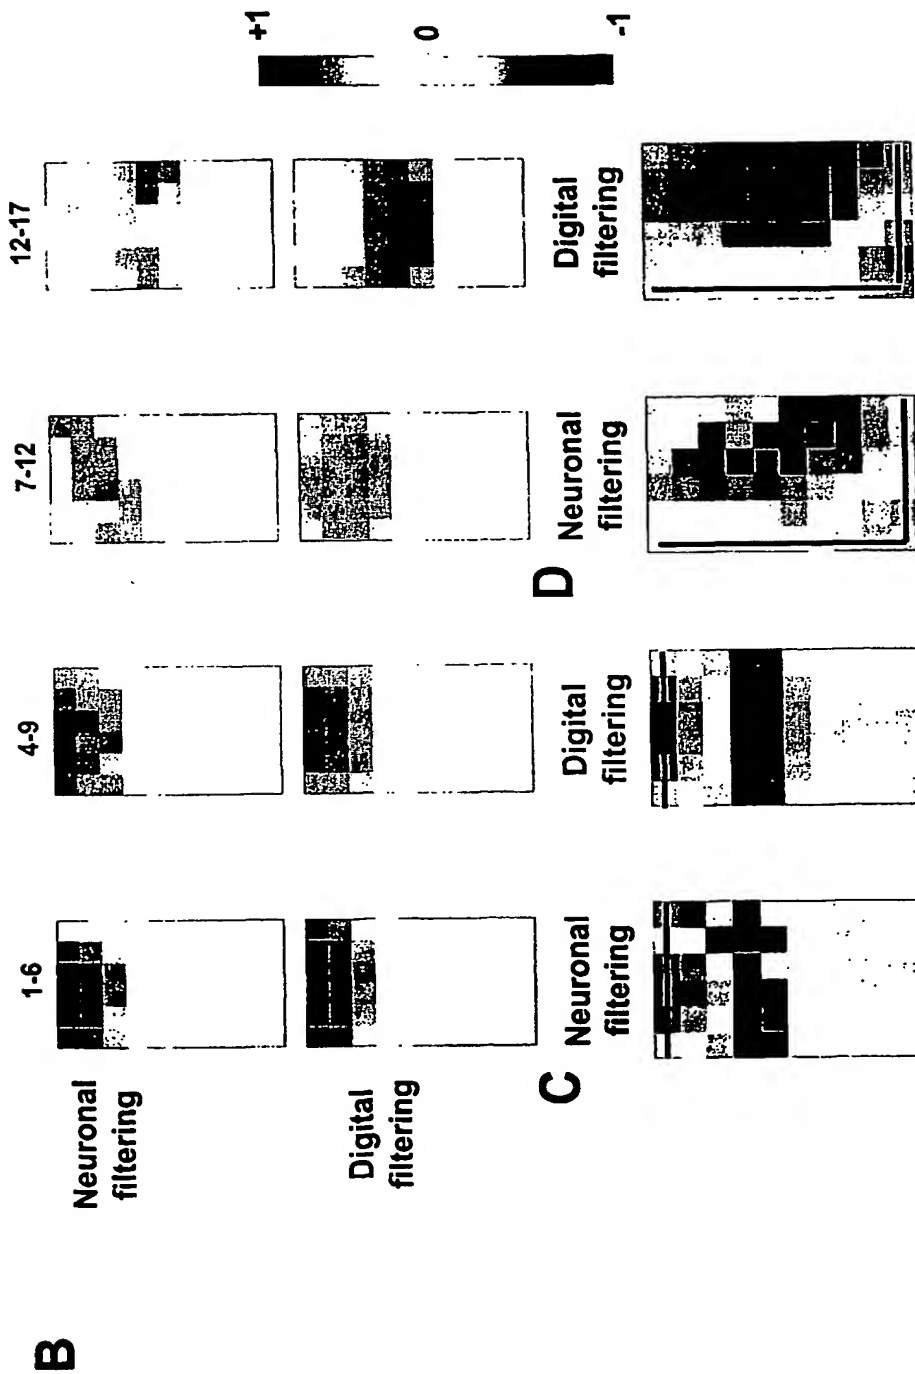 B
1-6
4-9
7-12
12-17
Neuronal
filtering
Digital
filtering
+1
0
-1
C
Neuronal
filtering
Digital
filtering
D
Neuronal
filtering
Digital
filtering